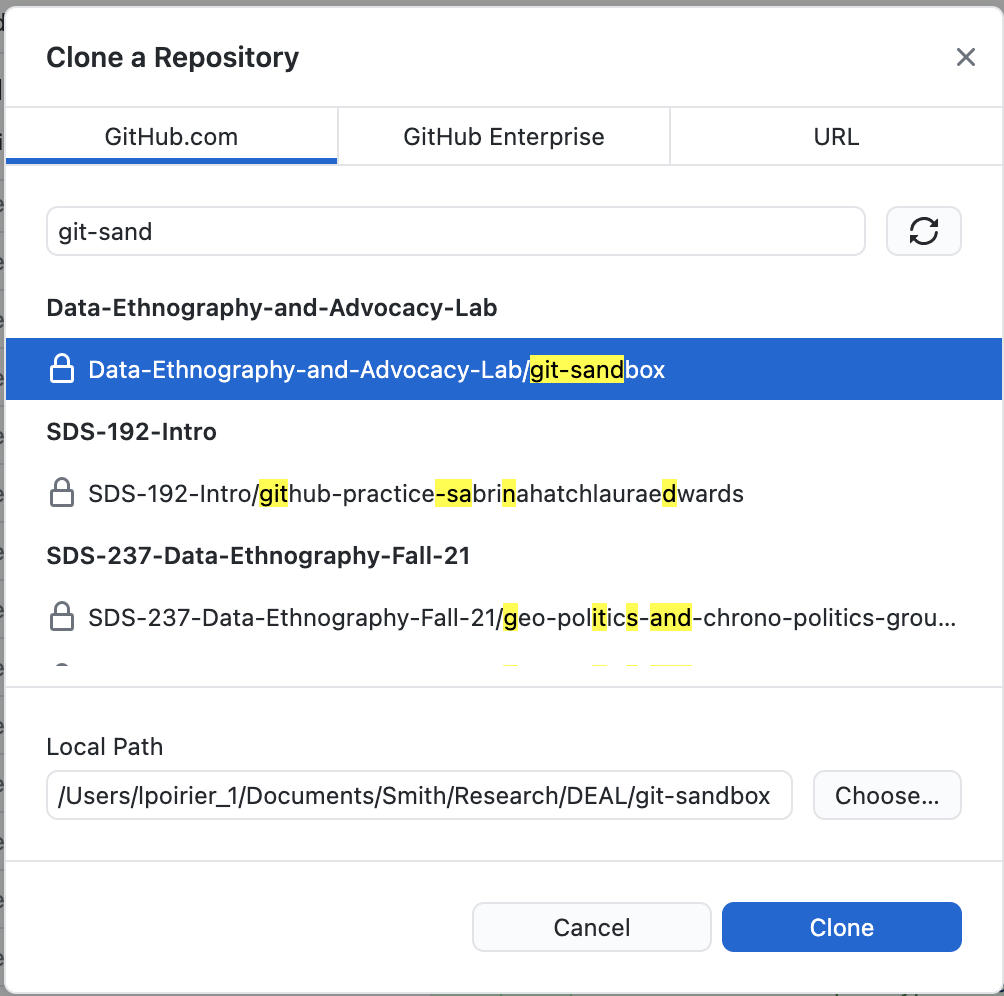 Clone a Repository
GitHub.com
GitHub Enterprise
URL
git-sand
Data-Ethnography-and-Advocacy-Lab
Data-Ethnography-and-Advocacy-Lab/git-sandbox
SDS-192-Intro
SDS-192-Intro/github-practice-sabrinahatchlauraedwards
SDS-237-Data-Ethnography-Fall-21
SDS-237-Data-Ethnography-Fall-21/geo-politics-and-chrono-politics-grou...
Local Path
/Users/lpoirier_1/Documents/Smith/Research/DEAL/git-sandbox
Choose...
Cancel
Clone